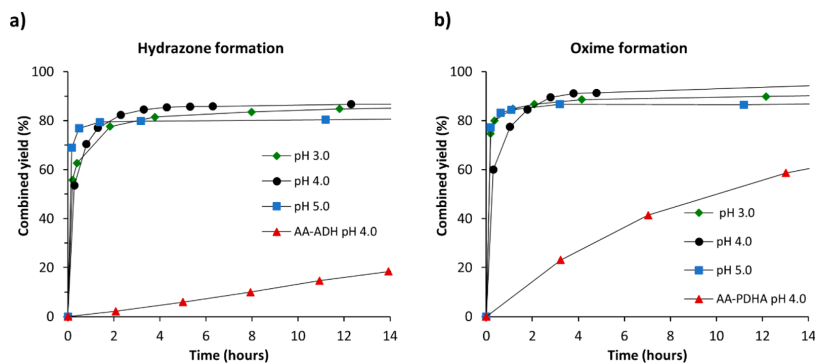 a)
Hydrazone formation
100
80
60
40
20
0
Combined yield (%)
pH 3.0
pH 4.0
pH 5.0
AA-ADH pH 4.0
0 2 4 6 8 10 12 14
Time (hours)
b)
Oxime formation
100
80
60
40
20
0
Combined yield (%)
pH 3.0
pH 4.0
pH 5.0
AA-PDHA pH 4.0
0 2 4 6 8 10 12 14
Time (hours)